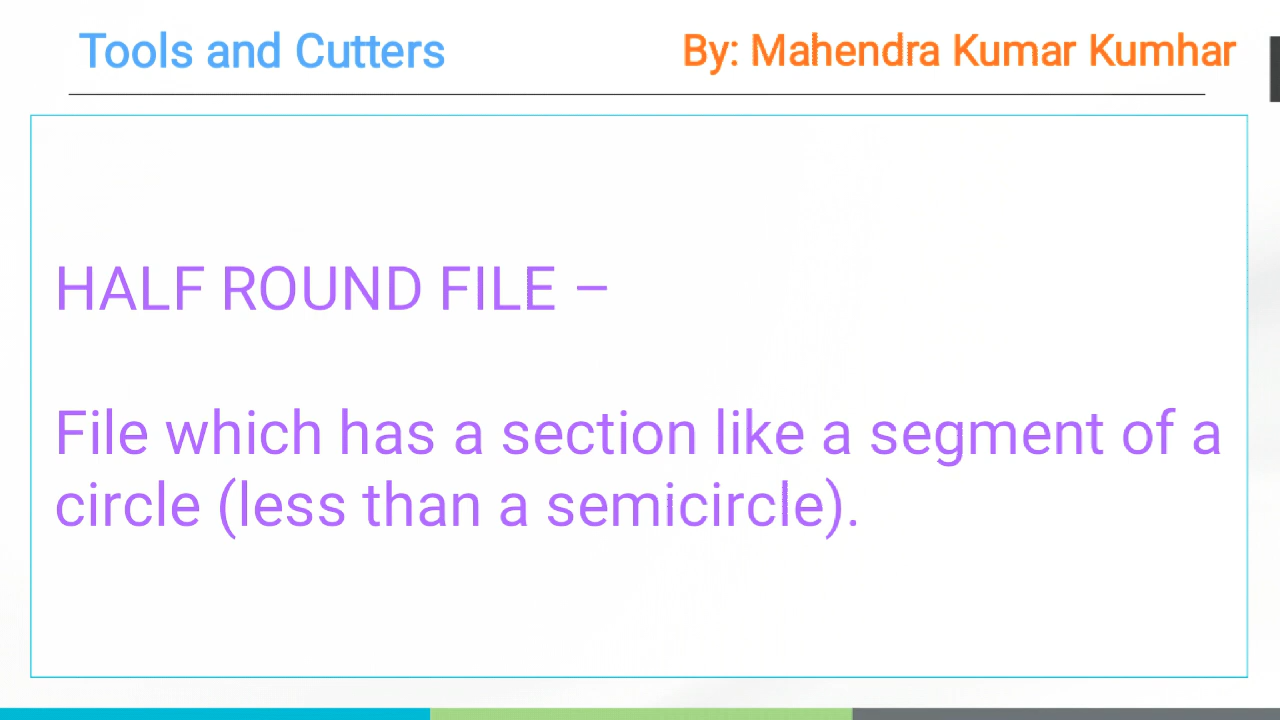 Tools and Cutters
By: Mahendra Kumar Kumhar
HALF ROUND FILE –
File which has a section like a segment of a
circle (less than a semicircle).